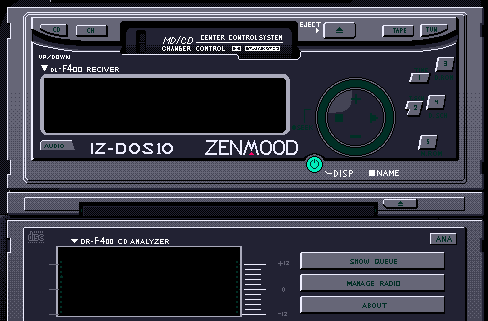 CD CH
MD/CD CENTER CONTROL SYSTEM
CHANGER CONTROL
EJECT
TAPE TUN
UP/DOWN
DL-F400 RECIVER
3
1
2 4
5
AUDIO IZ-DOS10 ZENMOOD
DISP NAME
DR-F400 CD ANALYZER
ANA
+12
0
-12
SHOW QUEUE
MANAGE RADIO
ABOUT